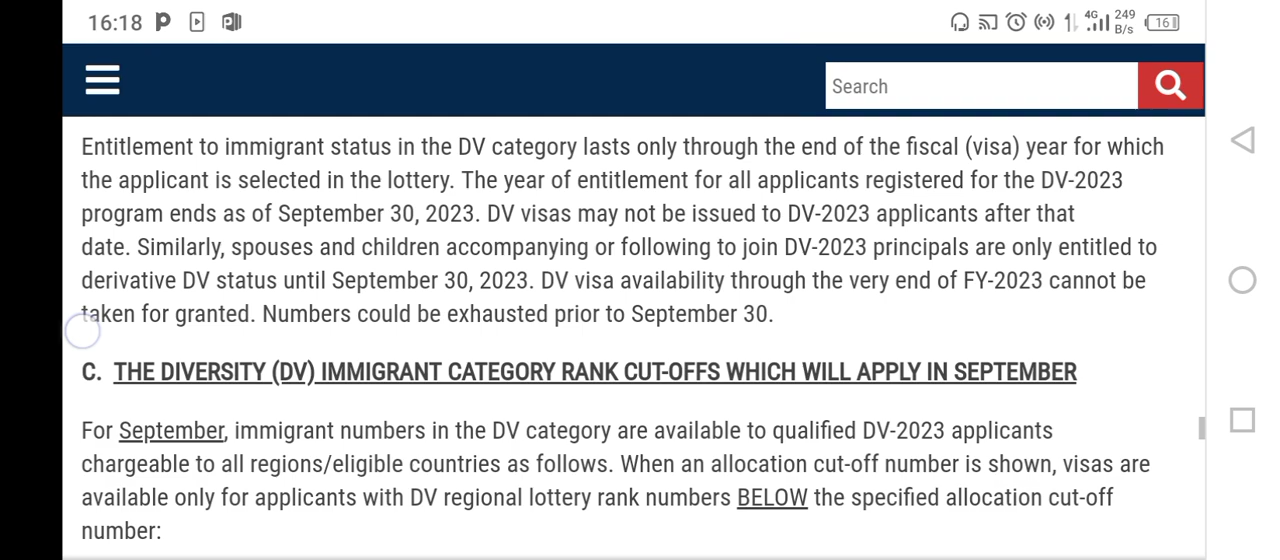 16:18
4G
249
B/s
16
Search
Entitlement to immigrant status in the DV category lasts only through the end of the fiscal (visa) year for which
the applicant is selected in the lottery. The year of entitlement for all applicants registered for the DV-2023
program ends as of September 30, 2023. DV visas may not be issued to DV-2023 applicants after that
date. Similarly, spouses and children accompanying or following to join DV-2023 principals are only entitled to
derivative DV status until September 30, 2023. DV visa availability through the very end of FY-2023 cannot be
taken for granted. Numbers could be exhausted prior to September 30.
C. THE DIVERSITY (DV) IMMIGRANT CATEGORY RANK CUT-OFFS WHICH WILL APPLY IN SEPTEMBER
For September, immigrant numbers in the DV category are available to qualified DV-2023 applicants
chargeable to all regions/eligible countries as follows. When an allocation cut-off number is shown, visas are
available only for applicants with DV regional lottery rank numbers BELOW the specified allocation cut-off
number: